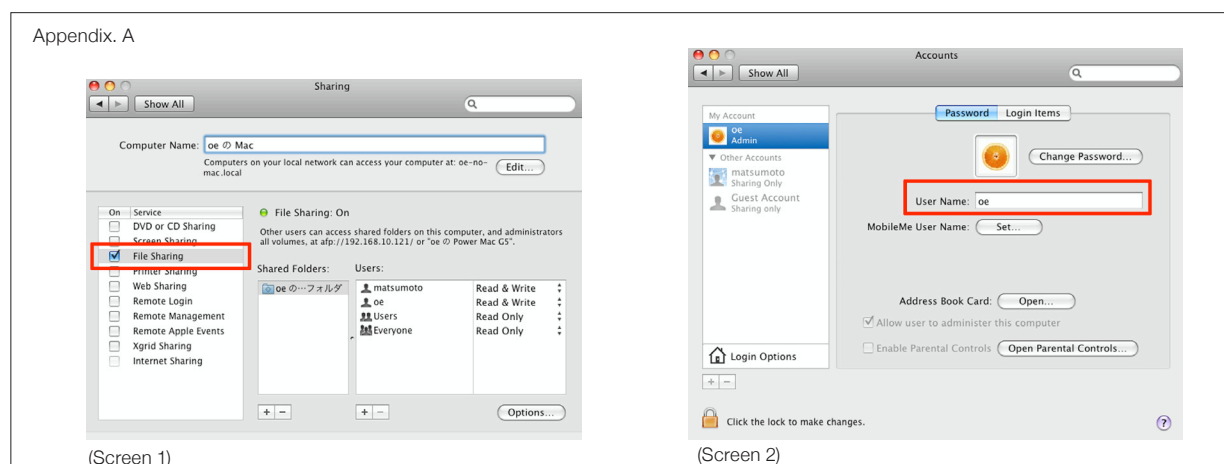 Appendix. A
Sharing
Show All
Computer Name: oe の Mac
Computers on your local network can access your computer at: oe-no-
mac.local
Edit...
On Service
DVD or CD Sharing
Screen Sharing
File Sharing
Printer Sharing
Web Sharing
Remote Login
Remote Management
Remote Apple Events
Xgrid Sharing
Internet Sharing
File Sharing: On
Other users can access shared folders on this computer, and administrators
all volumes, at afp://192.168.10.121/ or "oe の Power Mac G5".
Shared Folders: Users:
oe の…フォルダ
matsumoto Read & Write
oe Read & Write
Users Read Only
Everyone Read Only
Options...
(Screen 1)
Accounts
Show All
My Account
oe
Admin
Other Accounts
matsumoto
Sharing Only
Guest Account
Sharing only
Login Options
Password Login Items
Change Password...
User Name: oe
MobileMe User Name: Set...
Address Book Card: Open...
Allow user to administer this computer
Enable Parental Controls Open Parental Controls...
Click the lock to make changes.
?
(Screen 2)